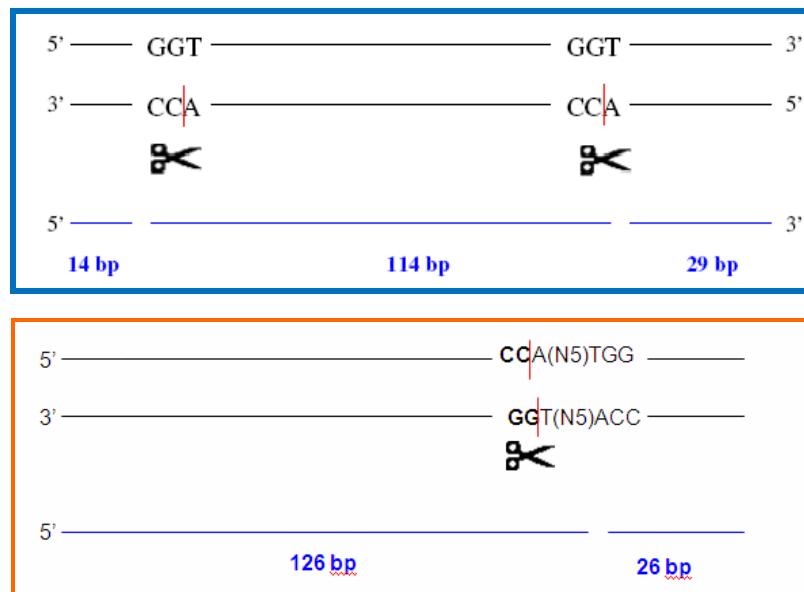 5’ GGT GGT 3’
3’ CCA CCA 5’
5’ 3’
14 bp 114 bp 29 bp
5’ CCA(N5)TGG
3’ GGT(N5)ACC
5’
126 bp 26 bp